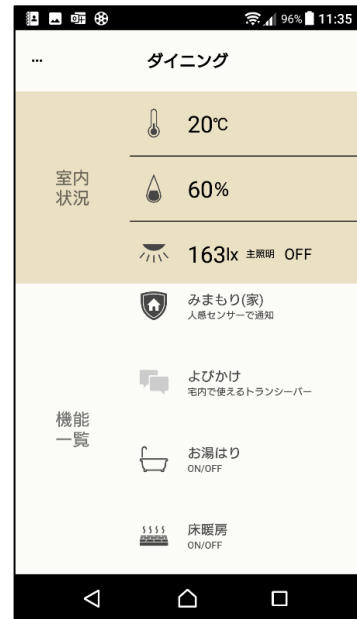 96% 11:35
...
ダイニング
室内
状況
20℃
60%
163lx 主照明 OFF
機能
一覧
みまもり(家)
人感センサーで通知
よびかけ
宅内で使えるトランシーバー
お湯はり
ON/OFF
床暖房
ON/OFF